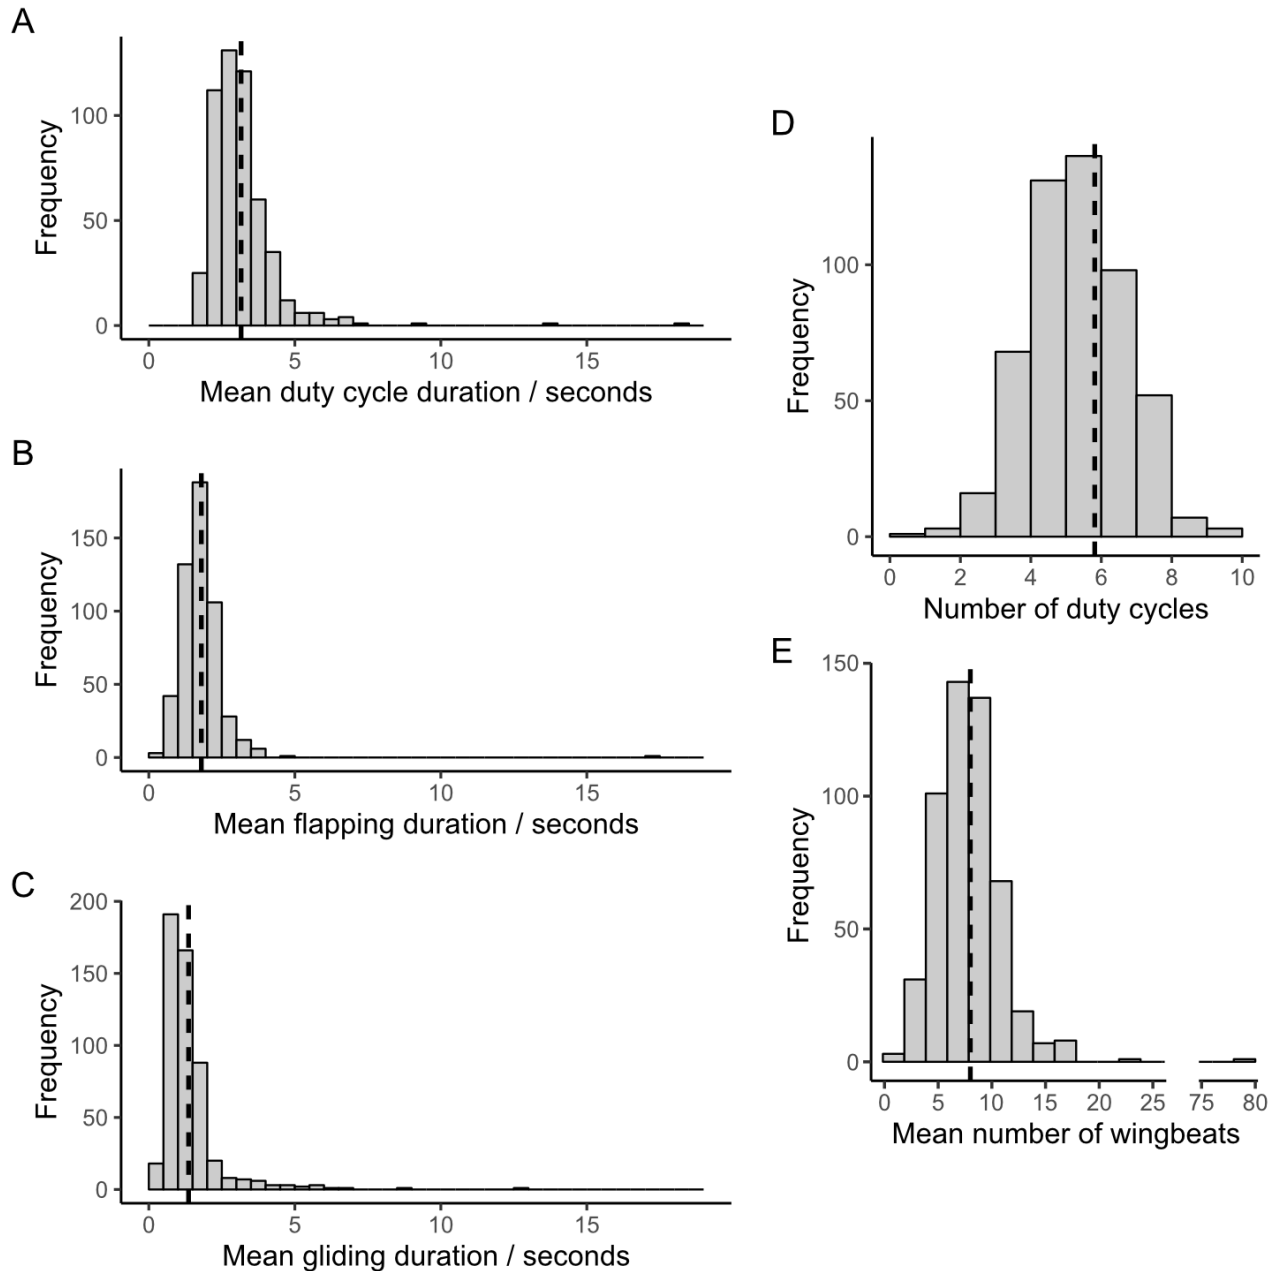 A
Frequency
100
50
0
0 5 10 15
Mean duty cycle duration / seconds
B
Frequency
150
100
50
0
0 5 10 15
Mean flapping duration / seconds
C
Frequency
200
150
100
50
0
0 5 10 15
Mean gliding duration / seconds
D
Frequency
100
50
0
0 2 4 6 8 10
Number of duty cycles
E
Frequency
150
100
50
0
0 5 10 15 20 25 75 80
Mean number of wingbeats